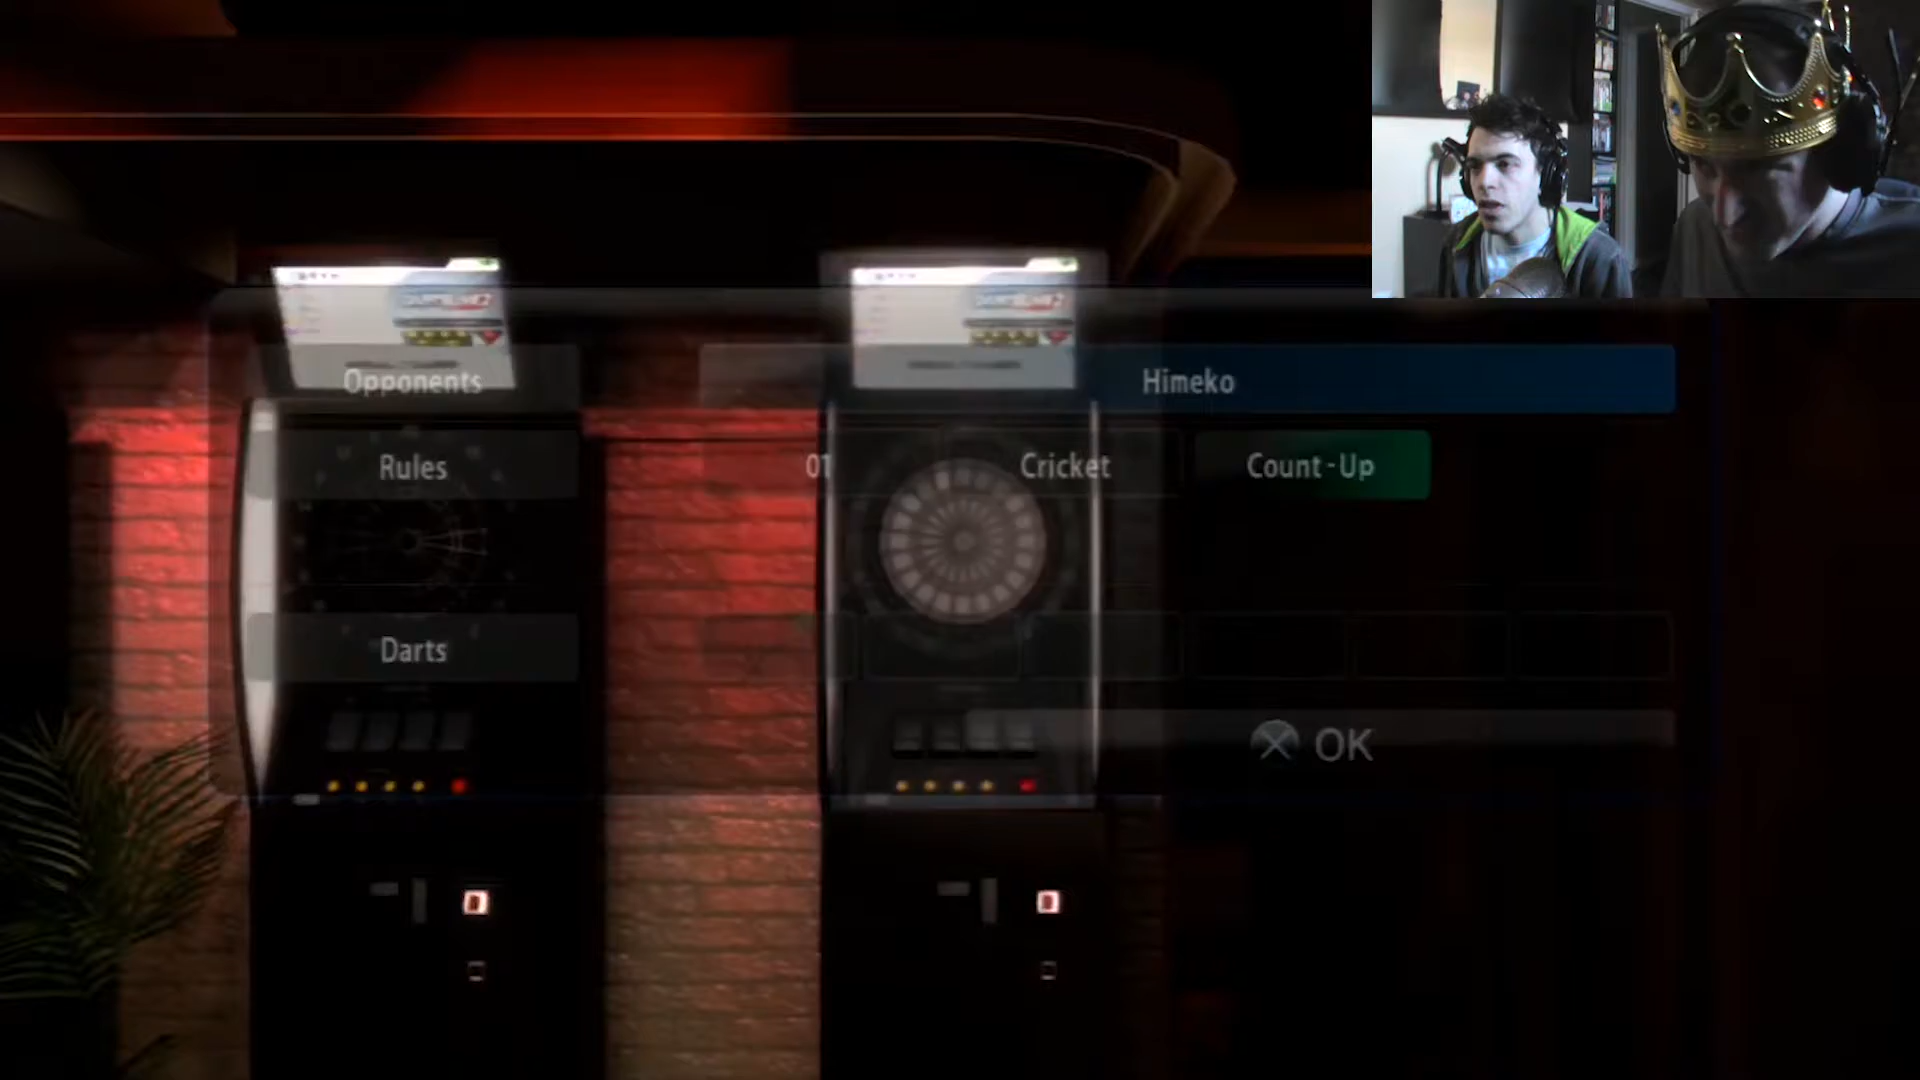 Opponents
Himeko
Rules
01
Cricket
Count-Up
Darts
OK